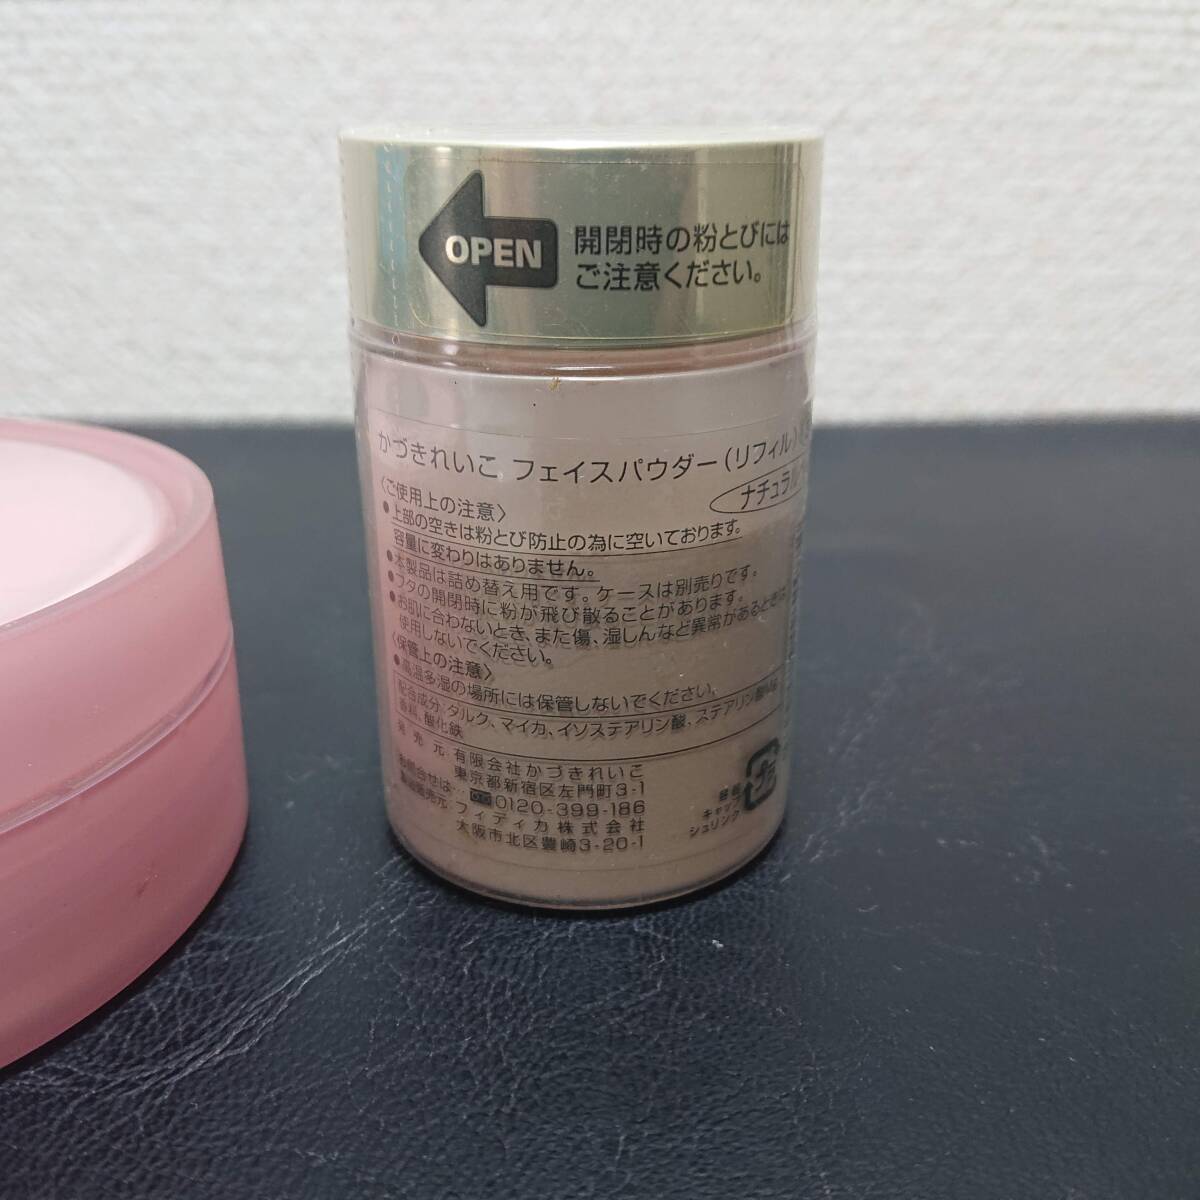 OPEN
開閉時の粉とびには
ご注意ください。
かづきれいこ フェイスパウダー(リフィル)
ナチュラル
〈ご使用上の注意〉
●上部の空きは粉とび防止の為に空いております。
容量に変わりはありません。
●本製品は詰め替え用です。ケースは別売りです。
●フタの開閉時に粉が飛び散ることがあります。
●お肌に合わないとき、また傷、湿しんなど異常があるときは
使用しないでください。
〈保管上の注意〉
●高温多湿の場所には保管しないでください。
配合成分:タルク、マイカ、イソステアリン酸、ステアリン酸
香料、酸化鉄
発売元:有限会社かづきれいこ
東京都新宿区左門町3-1
お問合せは… 0120-399-186
製造販売元:フィティカ株式会社
大阪市北区豊崎3-20-1
容器
キャップ
シュリンク